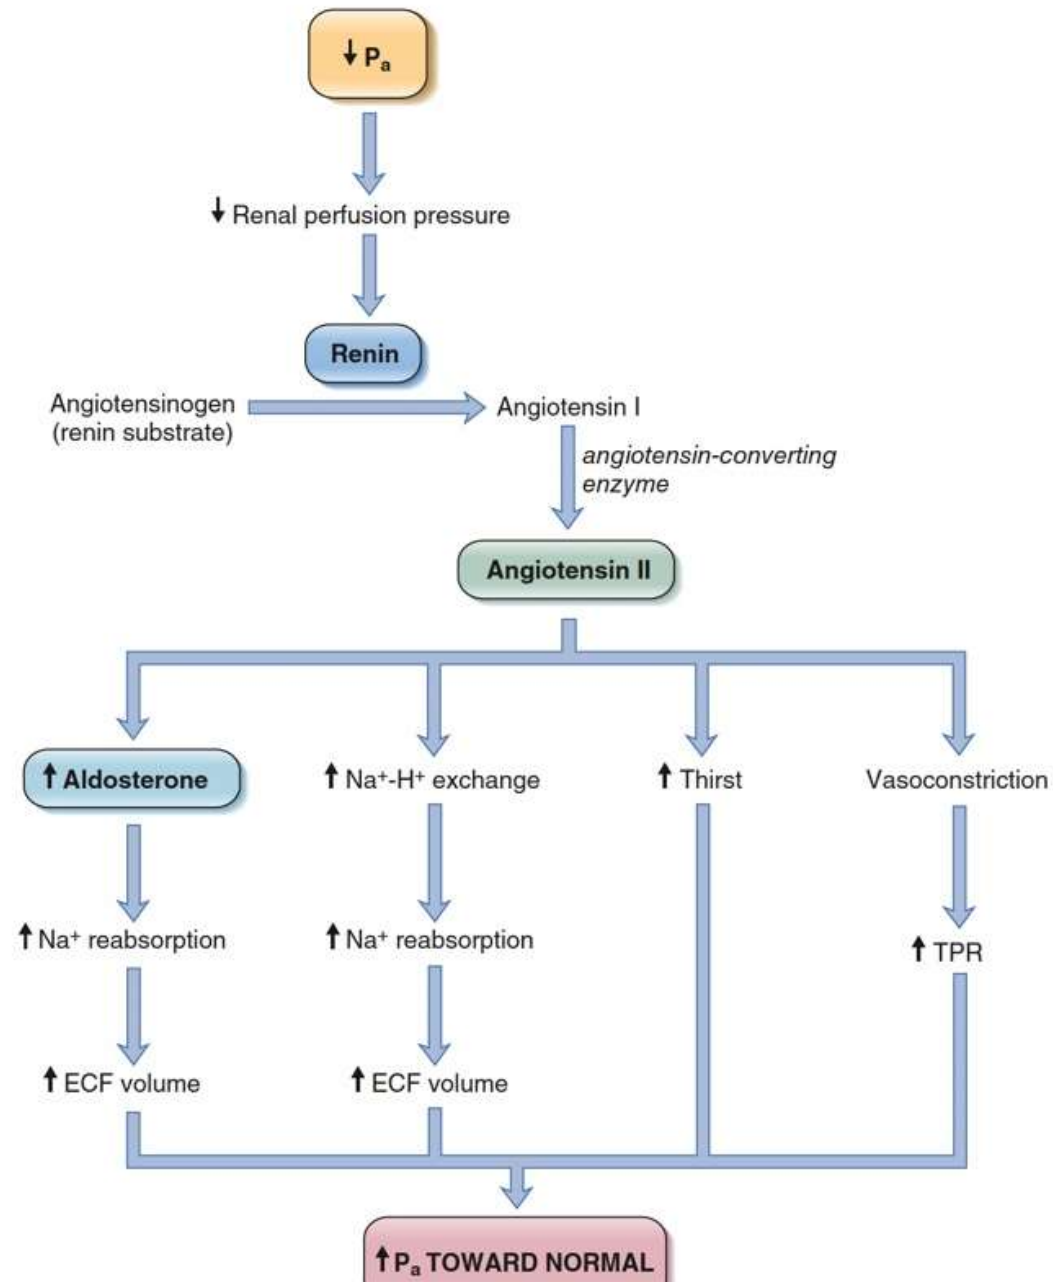 ↓ Pa
↓ Renal perfusion pressure
Renin
Angiotensinogen
(renin substrate)
Angiotensin I
angiotensin-converting
enzyme
Angiotensin II
↑ Aldosterone
↑ Na⁺-H⁺ exchange
↑ Thirst
Vasoconstriction
↑ Na⁺ reabsorption
↑ Na⁺ reabsorption
↑ TPR
↑ ECF volume
↑ ECF volume
↑ Pa TOWARD NORMAL